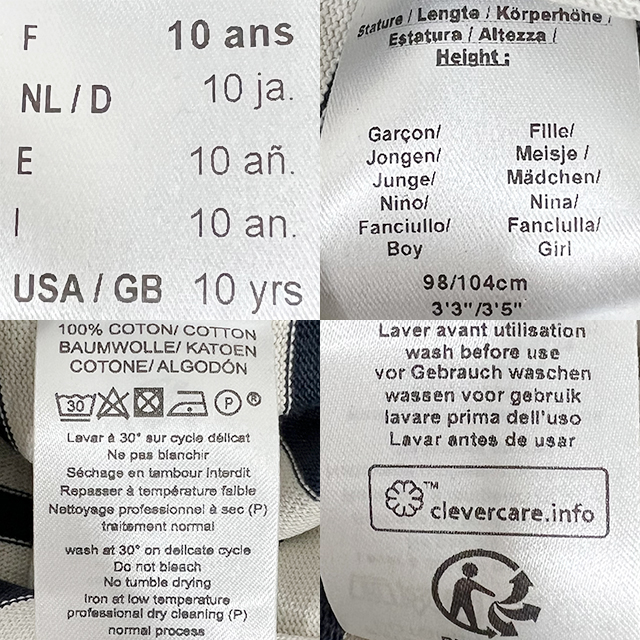 F 10 ans
NL / D 10 ja.
E 10 añ.
I 10 an.
USA / GB 10 yrs
Stature / Lengte / Körperhöhe /
Estatura / Altezza /
Height :
Garçon/ Fille/
Jongen/ Meisje /
Junge/ Mädchen/
Niño/ Nina/
Fanciullo/ Fanclulla/
Boy Girl
98/104cm
3'3"/3'5"
100% COTON/ COTTON
BAUMWOLLE/ KATOEN
COTONE/ ALGODÓN
30 P ®
Lavar à 30° sur cycle délicat
Ne pas blanchir
Séchage en tambour interdit
Repasser à température faible
Nettoyage professionnel à sec (P)
traitement normal
wash at 30° on delicate cycle
Do not bleach
No tumble drying
Iron at low temperature
professional dry cleaning (P)
normal process
Laver avant utilisation
wash before use
vor Gebrauch waschen
wassen voor gebruik
lavare prima dell'uso
Lavar antes de usar
™ clevercare.info